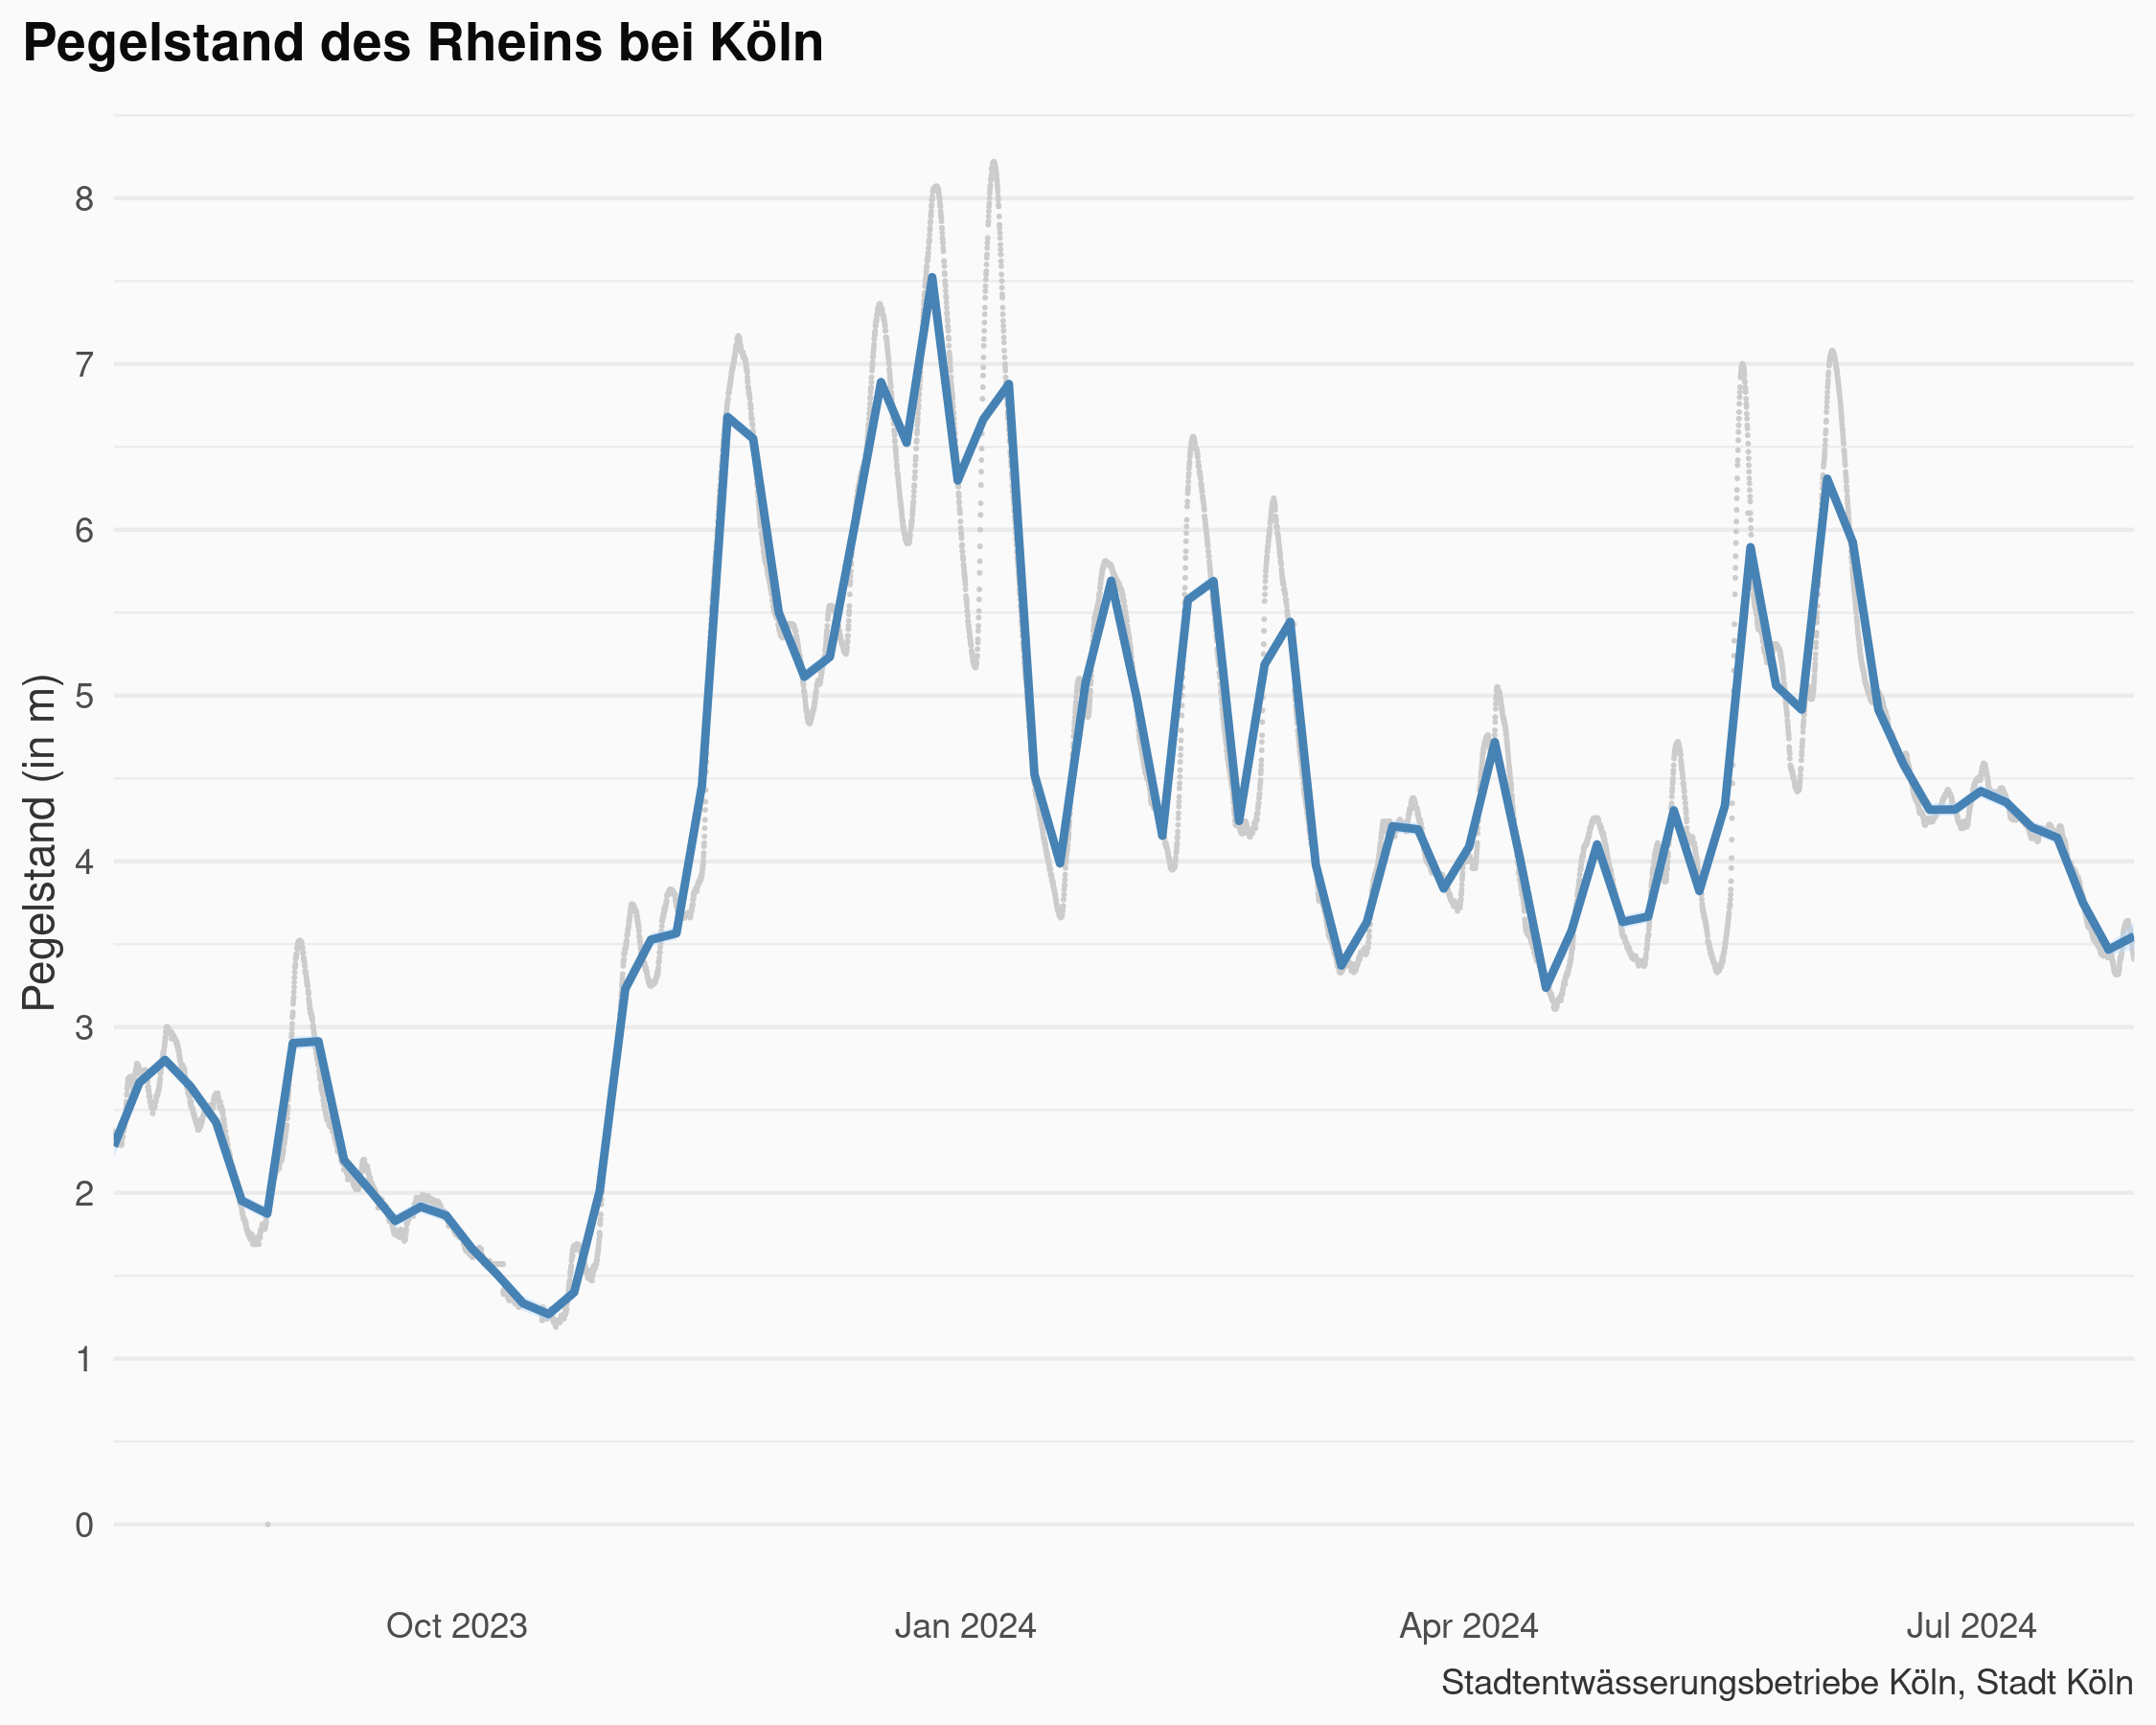 Pegelstand des Rheins bei Köln
Pegelstand (in m)
8
7
6
5
4
3
2
1
0
Oct 2023
Jan 2024
Apr 2024
Jul 2024
Stadtentwässerungsbetriebe Köln, Stadt Köln